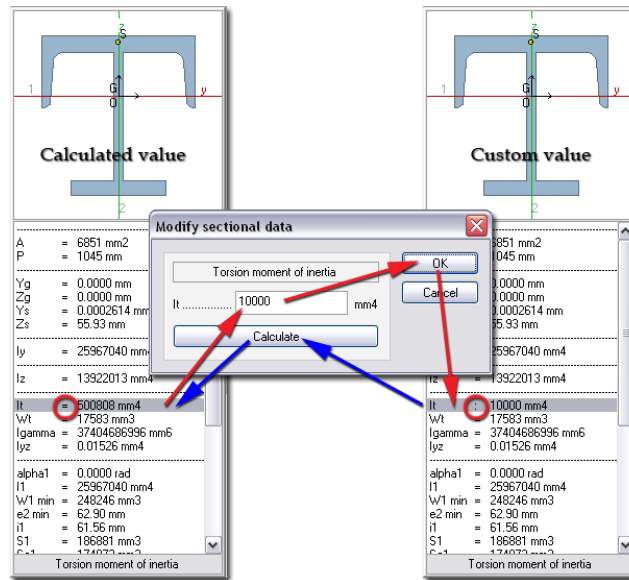 z
S
1
G
O
y
Calculated value
2
A = 6851 mm2
P = 1045 mm
Yg = 0.0000 mm
Zg = 0.0000 mm
Ys = 0.0002614 mm
Zs = 55.93 mm
Iy = 25967040 mm4
Iz = 13922013 mm4
It = 500808 mm4
Wt = 17583 mm3
Igamma = 37404686996 mm6
Iyz = 0.01526 mm4
alpha1 = 0.0000 rad
I1 = 25967040 mm4
W1 min = 248246 mm3
e2 min = 62.90 mm
i1 = 61.56 mm
S1 = 186881 mm3
Torsion moment of inertia
Modify sectional data
Torsion moment of inertia
It .............. 10000 mm4
Calculate
OK
Cancel
z
S
1
G
O
y
Custom value
2
6851 mm2
1045 mm
0.0000 mm
0.0000 mm
0.0002614 mm
55.93 mm
25967040 mm4
Iz = 13922013 mm4
It : 10000 mm4
Wt = 17583 mm3
Igamma = 37404686996 mm6
Iyz = 0.01526 mm4
alpha1 = 0.0000 rad
I1 = 25967040 mm4
W1 min = 248246 mm3
e2 min = 62.90 mm
i1 = 61.56 mm
S1 = 186881 mm3
Torsion moment of inertia